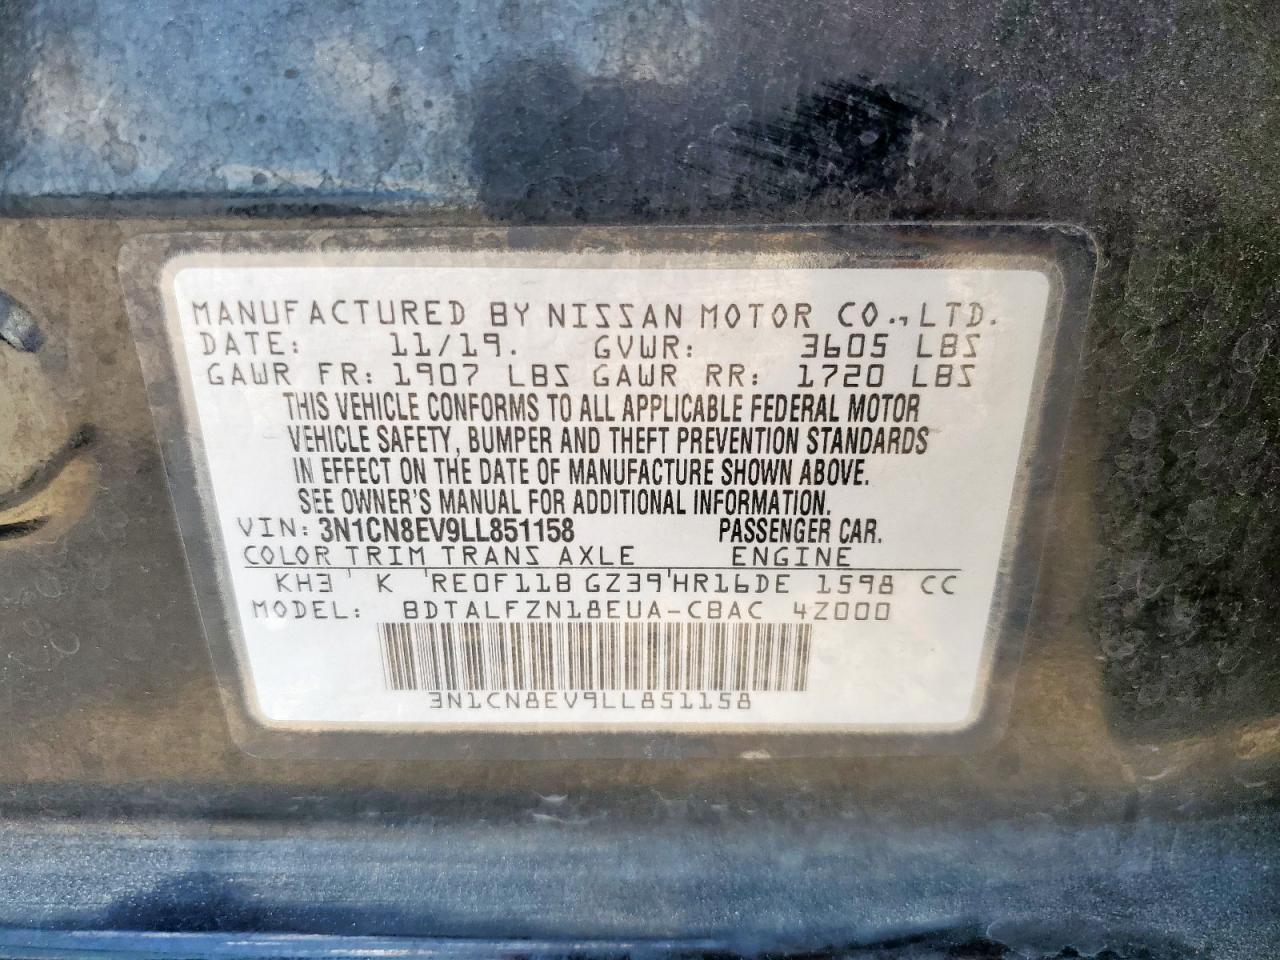 MANUFACTURED BY NISSAN MOTOR CO., LTD.
DATE: 11/19. GVWR: 3605 LBS
GAWR FR: 1907 LBS GAWR RR: 1720 LBS
THIS VEHICLE CONFORMS TO ALL APPLICABLE FEDERAL MOTOR
VEHICLE SAFETY, BUMPER AND THEFT PREVENTION STANDARDS
IN EFFECT ON THE DATE OF MANUFACTURE SHOWN ABOVE.
SEE OWNER'S MANUAL FOR ADDITIONAL INFORMATION.
VIN: 3N1CN8EV9LL851158 PASSENGER CAR.
COLOR TRIM TRANS AXLE ENGINE
KH3 K RE0F11B GZ39 HR16DE 1598 CC
MODEL: BDTALFZN18EUA-CBAC 4Z000
3N1CN8EV9LL851158